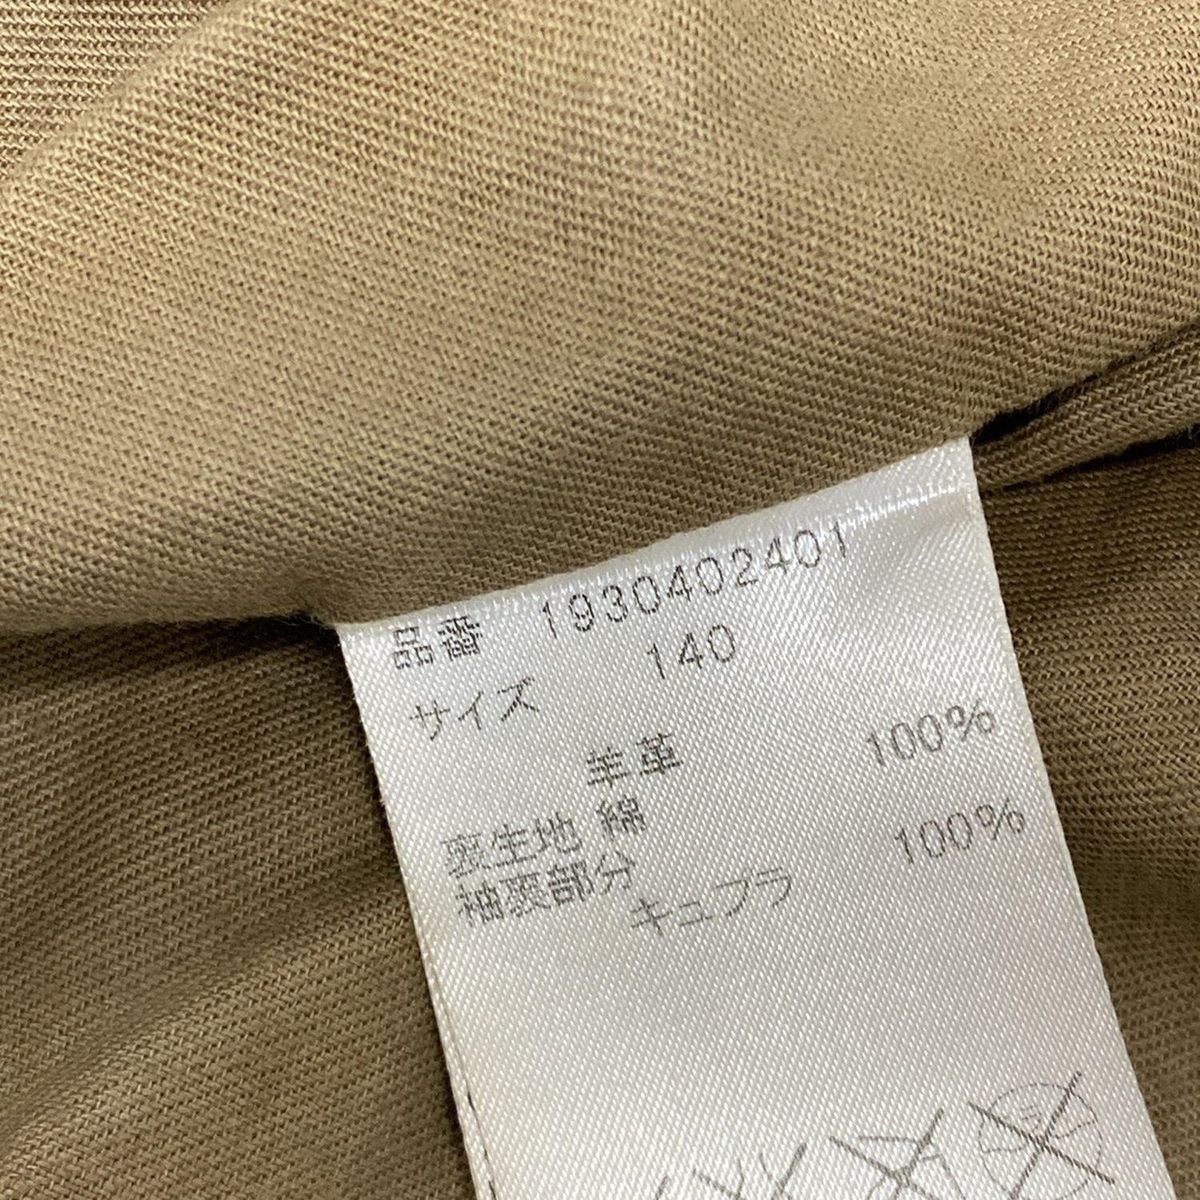 品番 1930402401
サイズ 140
羊革 100%
裏生地 綿 100%
袖裏部分
キュプラ